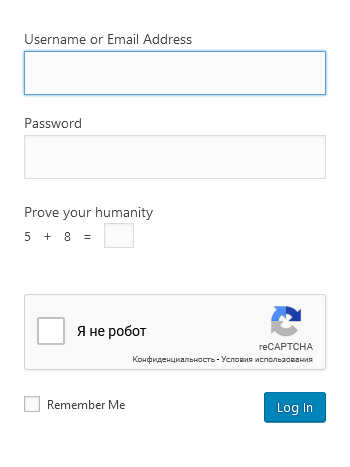 Username or Email Address
Password
Prove your humanity
5 + 8 =
Я не робот
reCAPTCHA
Конфиденциальность - Условия использования
Remember Me
Log In